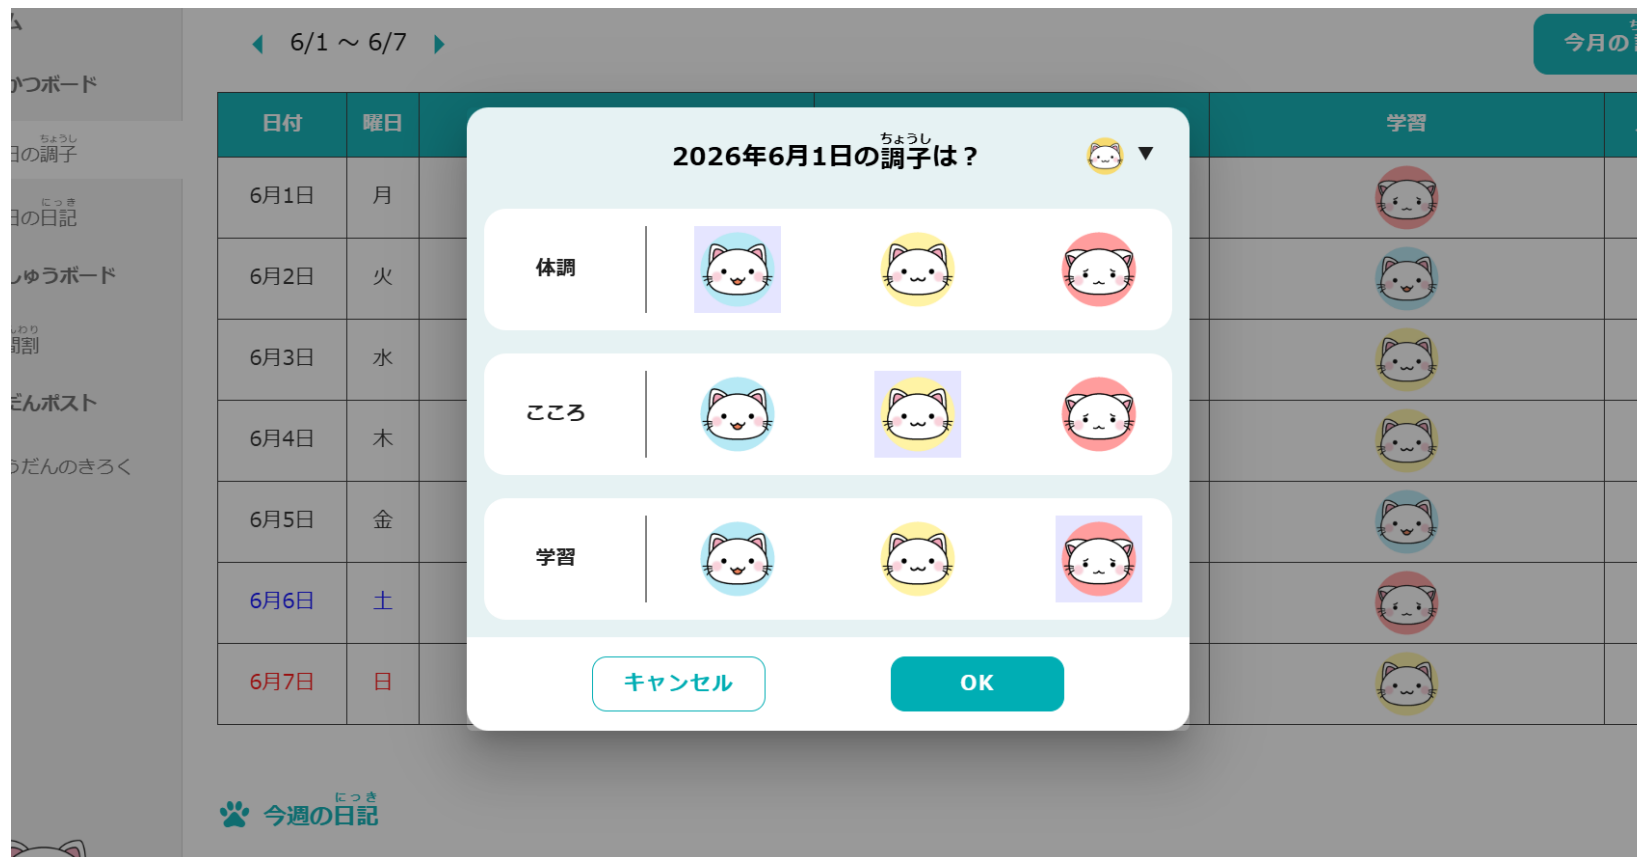 ム
6/1 ～ 6/7
今月の
かつボード
日付 曜日 学習
ちょうし
日の調子
2026年6月1日の調子は？
ちょうし
▼
6月1日 月
にっき
日の日記
体調
しゅうボード
6月2日 火
んわり
間割
6月3日 水
だんポスト
こころ
6月4日 木
うだんのきろく
6月5日 金
学習
6月6日 土
6月7日 日
キャンセル
OK
にっき
今週の日記